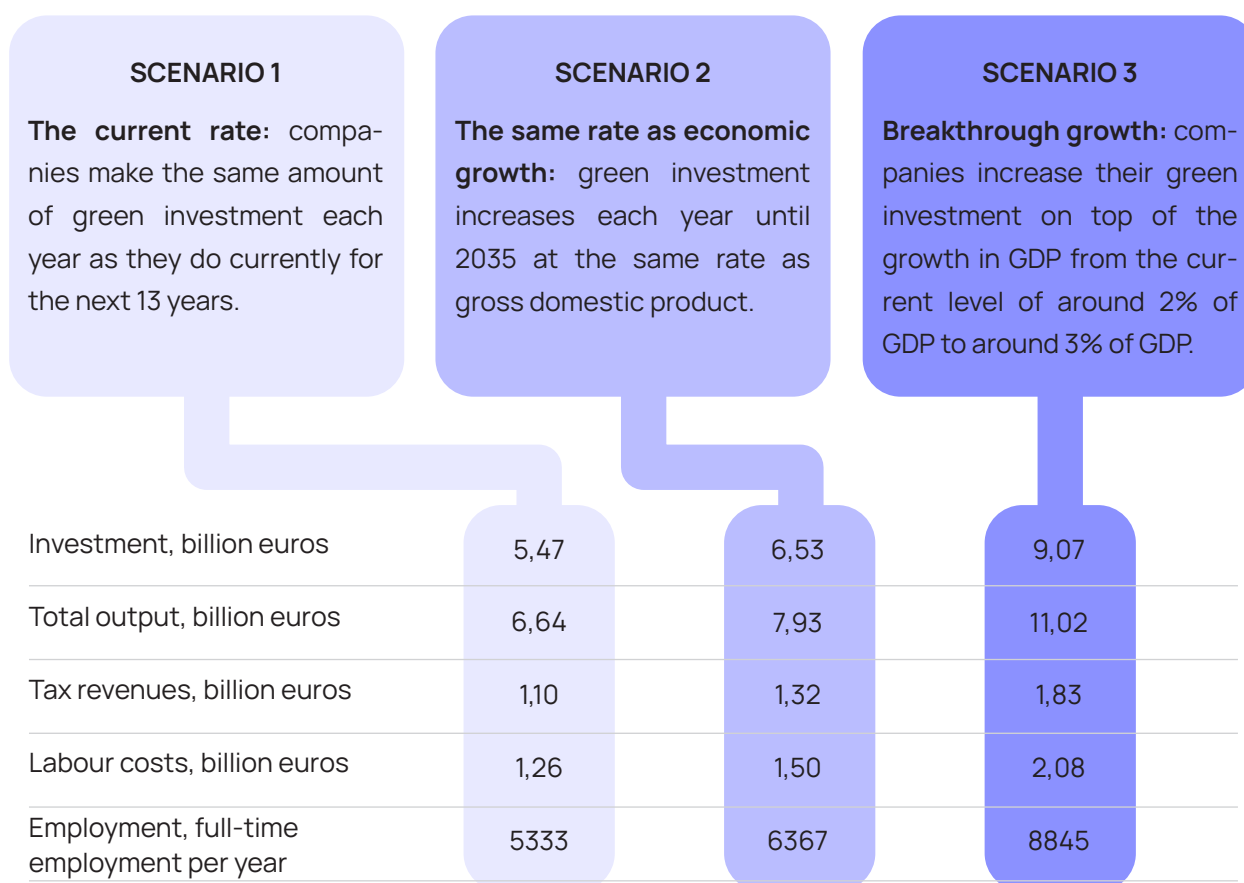 SCENARIO 1
The current rate: compa-
nies make the same amount
of green investment each
year as they do currently for
the next 13 years.
SCENARIO 2
The same rate as economic
growth: green investment
increases each year until
2035 at the same rate as
gross domestic product.
SCENARIO 3
Breakthrough growth: com-
panies increase their green
investment on top of the
growth in GDP from the cur-
rent level of around 2% of
GDP to around 3% of GDP.
Investment, billion euros 5,47 6,53 9,07
Total output, billion euros 6,64 7,93 11,02
Tax revenues, billion euros 1,10 1,32 1,83
Labour costs, billion euros 1,26 1,50 2,08
Employment, full-time
employment per year 5333 6367 8845